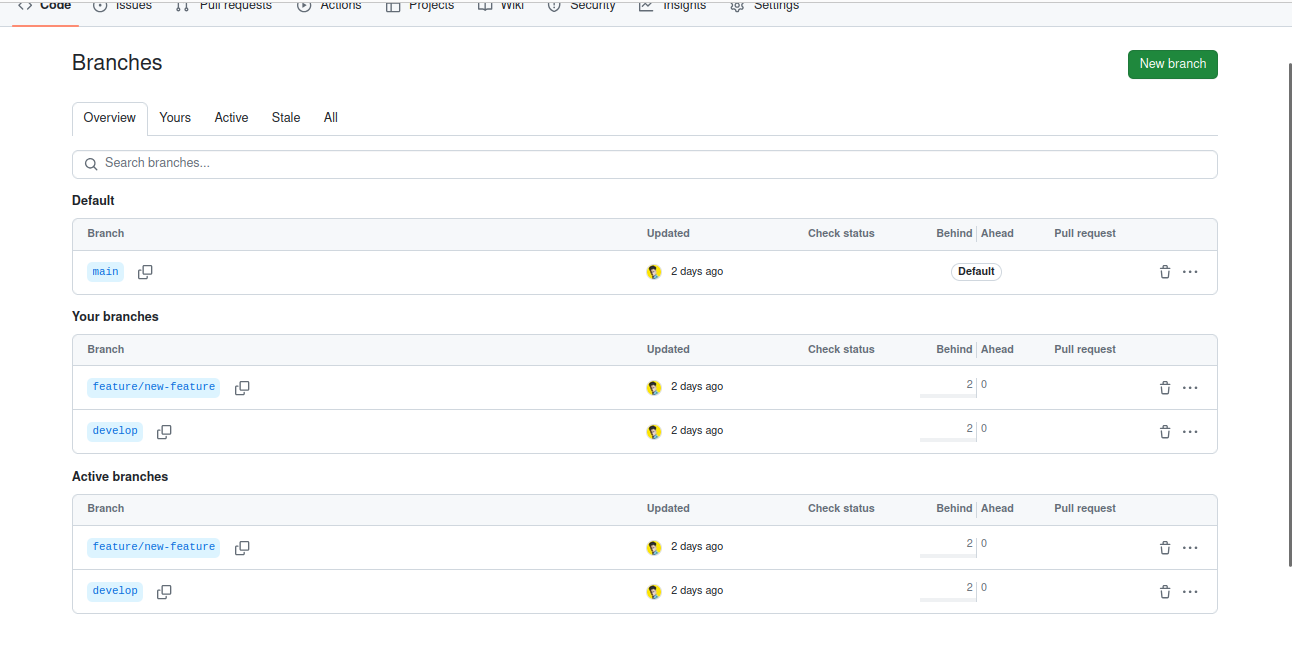 Code Issues Pull requests Actions Projects Wiki Security Insights Settings
Branches New branch
Overview Yours Active Stale All
Search branches...
Default
Branch Updated Check status Behind Ahead Pull request
main 2 days ago Default
Your branches
Branch Updated Check status Behind Ahead Pull request
feature/new-feature 2 days ago 2 0
develop 2 days ago 2 0
Active branches
Branch Updated Check status Behind Ahead Pull request
feature/new-feature 2 days ago 2 0
develop 2 days ago 2 0